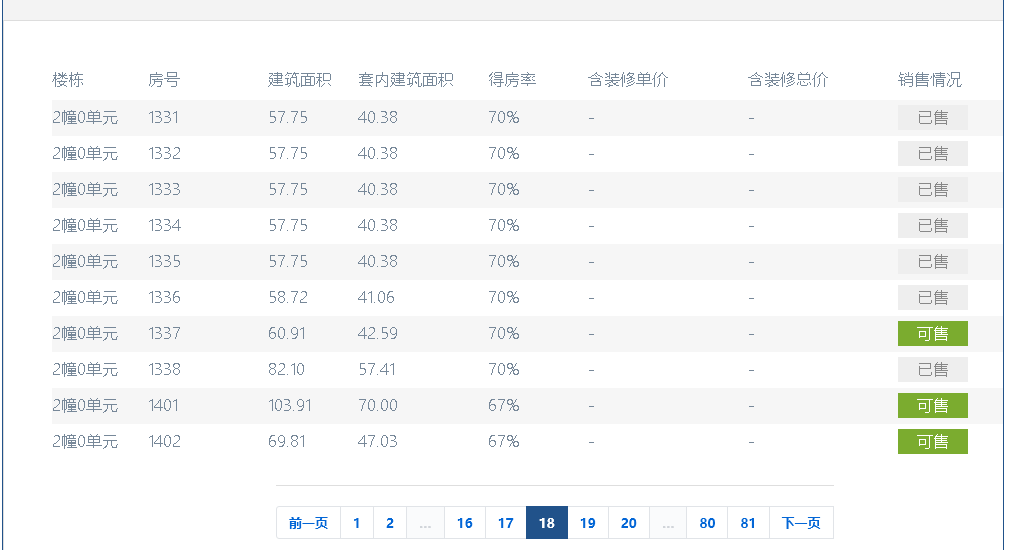 楼栋 房号 建筑面积 套内建筑面积 得房率 含装修单价 含装修总价 销售情况
2幢0单元 1331 57.75 40.38 70% - - 已售
2幢0单元 1332 57.75 40.38 70% - - 已售
2幢0单元 1333 57.75 40.38 70% - - 已售
2幢0单元 1334 57.75 40.38 70% - - 已售
2幢0单元 1335 57.75 40.38 70% - - 已售
2幢0单元 1336 58.72 41.06 70% - - 已售
2幢0单元 1337 60.91 42.59 70% - - 可售
2幢0单元 1338 82.10 57.41 70% - - 已售
2幢0单元 1401 103.91 70.00 67% - - 可售
2幢0单元 1402 69.81 47.03 67% - - 可售
前一页 1 2 ... 16 17 18 19 20 ... 80 81 下一页